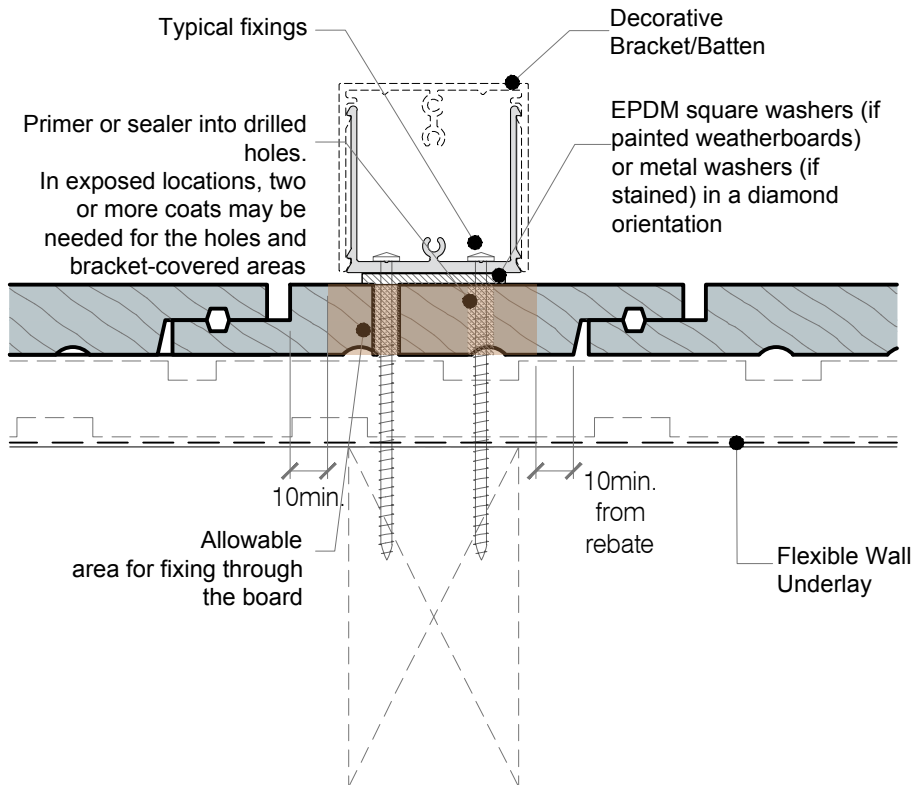 Typical fixings
Decorative
Bracket/Batten
Primer or sealer into drilled
holes.
In exposed locations, two
or more coats may be
needed for the holes and
bracket-covered areas
EPDM square washers (if
painted weatherboards)
or metal washers (if
stained) in a diamond
orientation
10min.
10min.
from
rebate
Allowable
area for fixing through
the board
Flexible Wall
Underlay